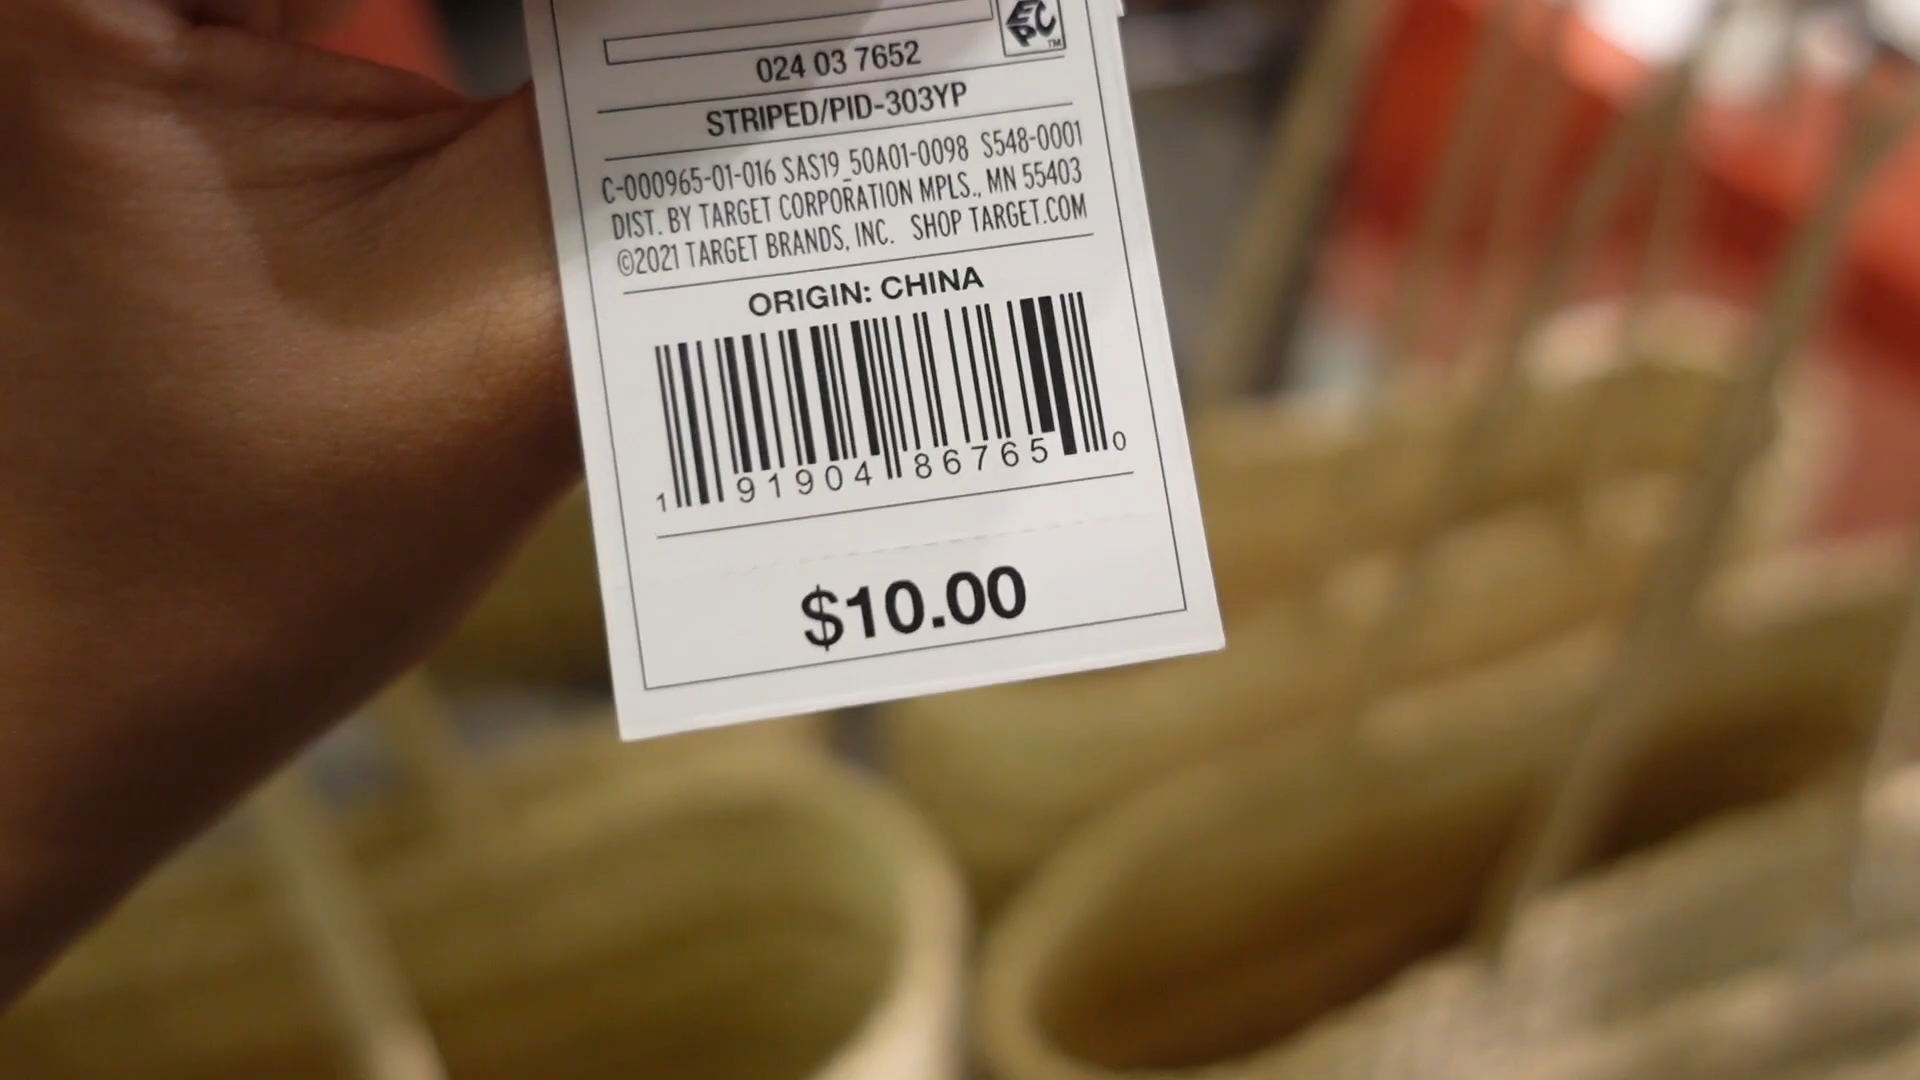 EPC™
024 03 7652
STRIPED/PID-303YP
C-000965-01-016 SAS19_50A01-0098 S548-0001
DIST. BY TARGET CORPORATION MPLS., MN 55403
©2021 TARGET BRANDS, INC. SHOP TARGET.COM
ORIGIN: CHINA
1 91904 86765 0
$10.00